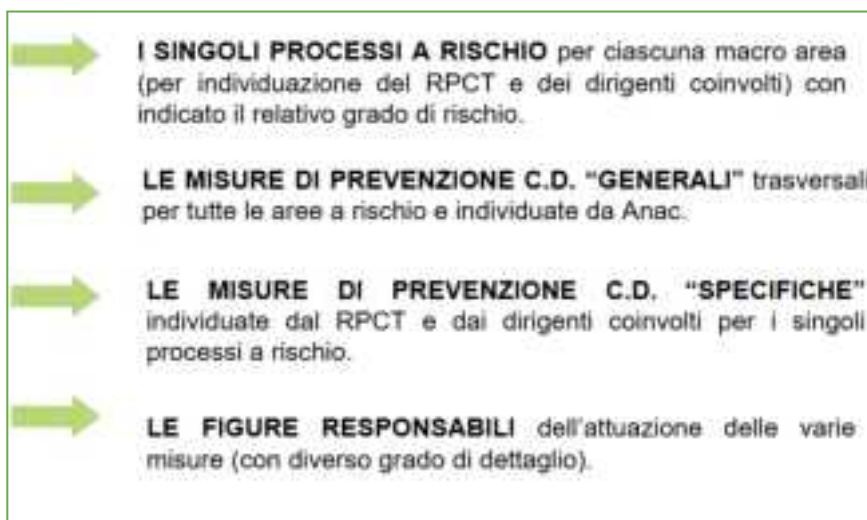 I SINGOLI PROCESSI A RISCHIO per ciascuna macro area
(per individuazione del RPCT e dei dirigenti coinvolti) con
indicato il relativo grado di rischio.
LE MISURE DI PREVENZIONE C.D. “GENERALI” trasversali
per tutte le aree a rischio e individuate da Anac.
LE MISURE DI PREVENZIONE C.D. “SPECIFICHE”
individuate dal RPCT e dai dirigenti coinvolti per i singoli
processi a rischio.
LE FIGURE RESPONSABILI dell’attuazione delle varie
misure (con diverso grado di dettaglio).